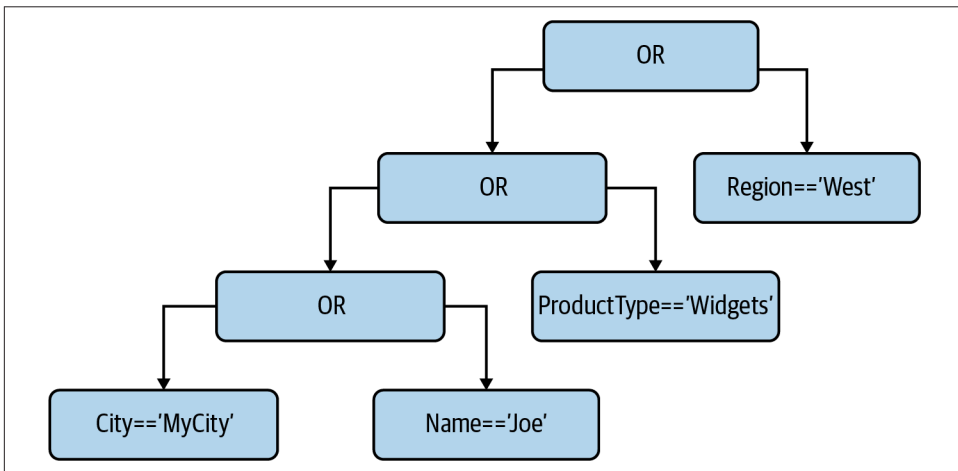 OR
OR
Region=='West'
OR
ProductType=='Widgets'
City=='MyCity'
Name=='Joe'